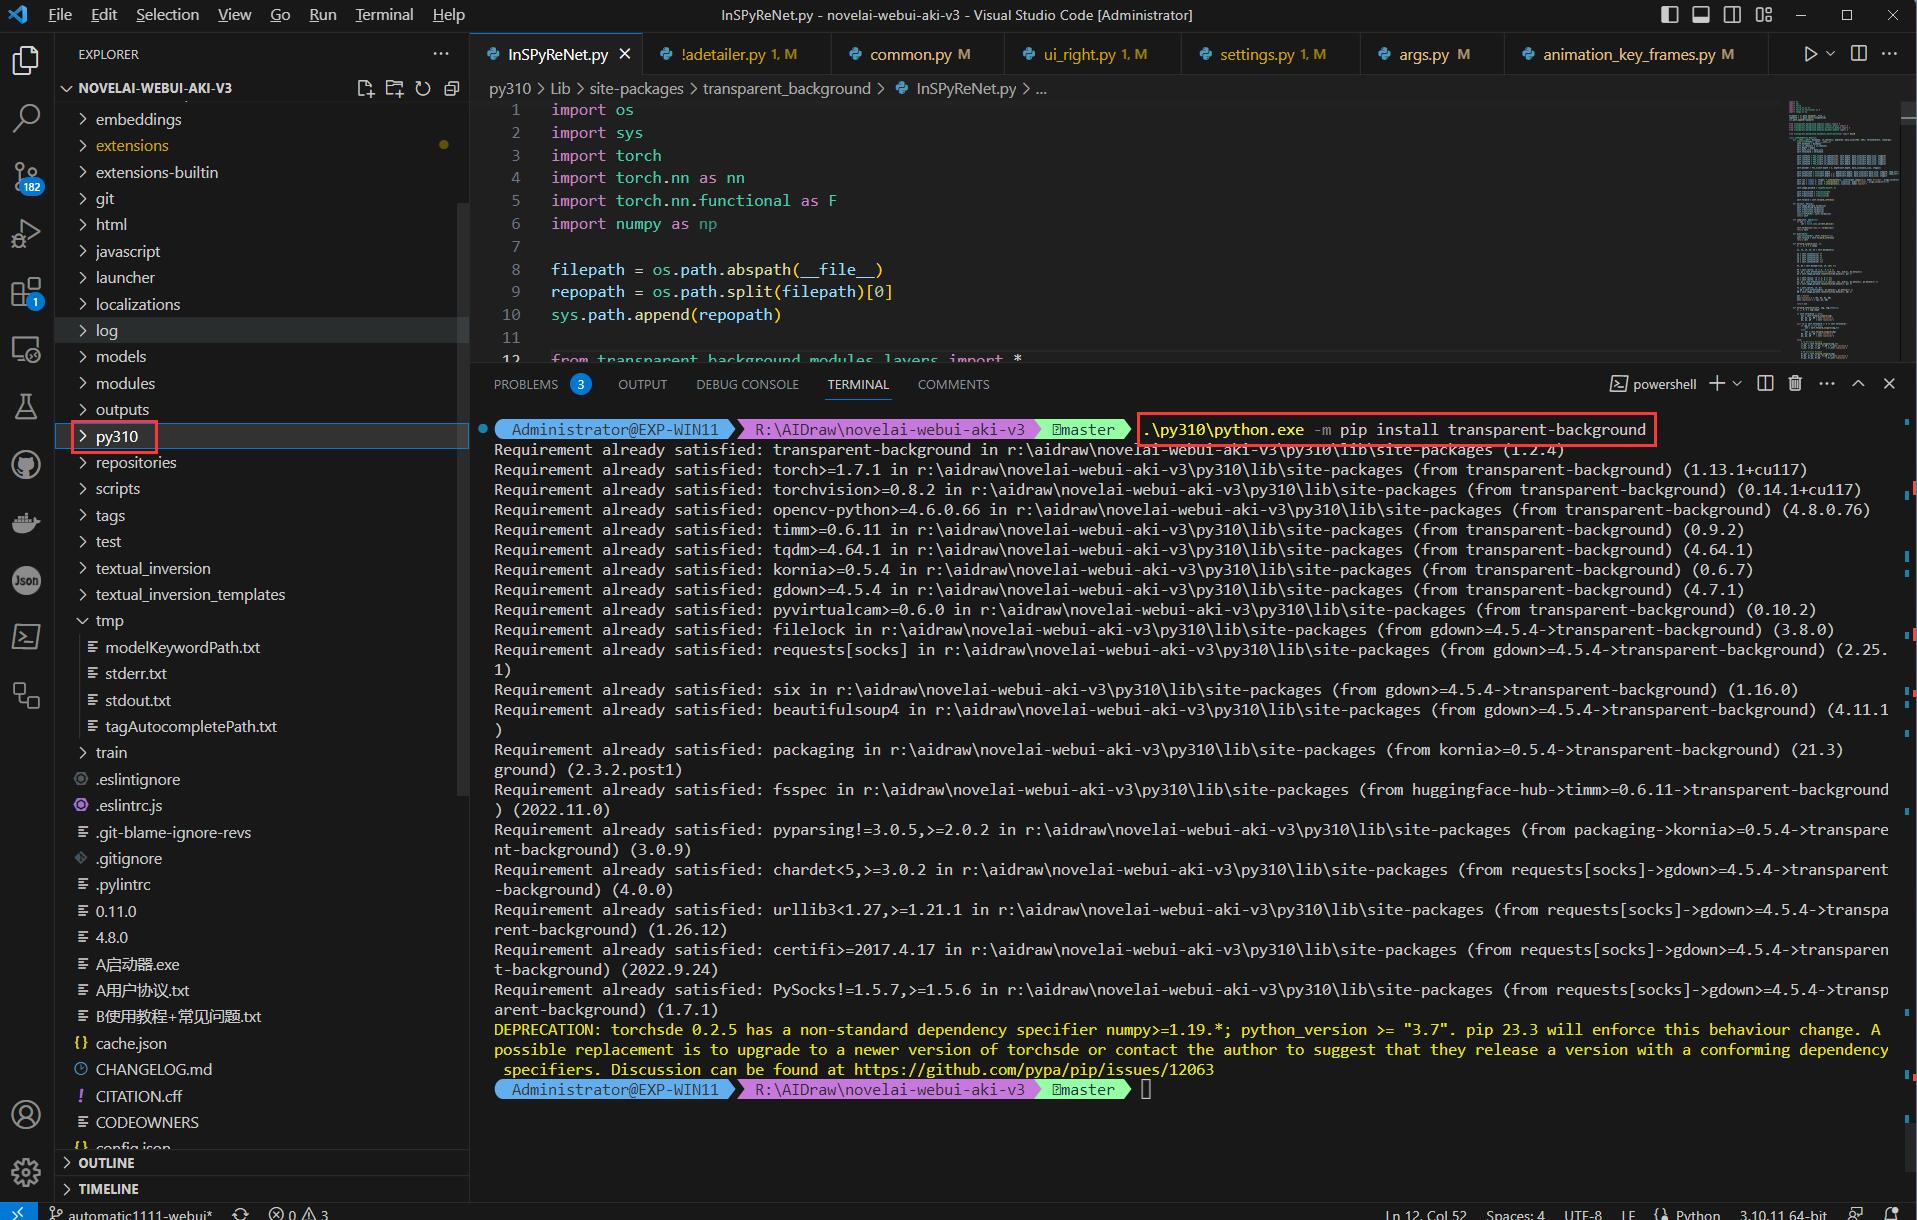 File Edit Selection View Go Run Terminal Help
InSPyReNet.py - novelai-webui-aki-v3 - Visual Studio Code [Administrator]
EXPLORER
NOVELAI-WEBUI-AKI-V3
embeddings
extensions
extensions-builtin
git
html
javascript
launcher
localizations
log
models
modules
outputs
py310
repositories
scripts
tags
test
textual_inversion
textual_inversion_templates
tmp
modelKeywordPath.txt
stderr.txt
stdout.txt
tagAutocompletePath.txt
train
.eslintignore
.eslintrc.js
.git-blame-ignore-revs
.gitignore
.pylintrc
0.11.0
4.8.0
A启动器.exe
A用户协议.txt
B使用教程+常见问题.txt
cache.json
CHANGELOG.md
CITATION.cff
CODEOWNERS
config.json
OUTLINE
TIMELINE
182
1
Json
InSPyReNet.py
!adetailer.py 1, M
common.py M
ui_right.py 1, M
settings.py 1, M
args.py M
animation_key_frames.py M
py310 > Lib > site-packages > transparent_background > InSPyReNet.py > ...
1 import os
2 import sys
3 import torch
4 import torch.nn as nn
5 import torch.nn.functional as F
6 import numpy as np
7
8 filepath = os.path.abspath(__file__)
9 repopath = os.path.split(filepath)[0]
10 sys.path.append(repopath)
11
12 from transparent_background.modules.layers import *
PROBLEMS 3 OUTPUT DEBUG CONSOLE TERMINAL COMMENTS
powershell
Administrator@EXP-WIN11 R:\AIDraw\novelai-webui-aki-v3 master .\py310\python.exe -m pip install transparent-background
Requirement already satisfied: transparent-background in r:\aidraw\novelai-webui-aki-v3\py310\lib\site-packages (1.2.4)
Requirement already satisfied: torch>=1.7.1 in r:\aidraw\novelai-webui-aki-v3\py310\lib\site-packages (from transparent-background) (1.13.1+cu117)
Requirement already satisfied: torchvision>=0.8.2 in r:\aidraw\novelai-webui-aki-v3\py310\lib\site-packages (from transparent-background) (0.14.1+cu117)
Requirement already satisfied: opencv-python>=4.6.0.66 in r:\aidraw\novelai-webui-aki-v3\py310\lib\site-packages (from transparent-background) (4.8.0.76)
Requirement already satisfied: timm>=0.6.11 in r:\aidraw\novelai-webui-aki-v3\py310\lib\site-packages (from transparent-background) (0.9.2)
Requirement already satisfied: tqdm>=4.64.1 in r:\aidraw\novelai-webui-aki-v3\py310\lib\site-packages (from transparent-background) (4.64.1)
Requirement already satisfied: kornia>=0.5.4 in r:\aidraw\novelai-webui-aki-v3\py310\lib\site-packages (from transparent-background) (0.6.7)
Requirement already satisfied: gdown>=4.5.4 in r:\aidraw\novelai-webui-aki-v3\py310\lib\site-packages (from transparent-background) (4.7.1)
Requirement already satisfied: pyvirtualcam>=0.6.0 in r:\aidraw\novelai-webui-aki-v3\py310\lib\site-packages (from transparent-background) (0.10.2)
Requirement already satisfied: filelock in r:\aidraw\novelai-webui-aki-v3\py310\lib\site-packages (from gdown>=4.5.4->transparent-background) (3.8.0)
Requirement already satisfied: requests[socks] in r:\aidraw\novelai-webui-aki-v3\py310\lib\site-packages (from gdown>=4.5.4->transparent-background) (2.25.
1)
Requirement already satisfied: six in r:\aidraw\novelai-webui-aki-v3\py310\lib\site-packages (from gdown>=4.5.4->transparent-background) (1.16.0)
Requirement already satisfied: beautifulsoup4 in r:\aidraw\novelai-webui-aki-v3\py310\lib\site-packages (from gdown>=4.5.4->transparent-background) (4.11.1
)
Requirement already satisfied: packaging in r:\aidraw\novelai-webui-aki-v3\py310\lib\site-packages (from kornia>=0.5.4->transparent-background) (21.3)
ground) (2.3.2.post1)
Requirement already satisfied: fsspec in r:\aidraw\novelai-webui-aki-v3\py310\lib\site-packages (from huggingface-hub->timm>=0.6.11->transparent-background
) (2022.11.0)
Requirement already satisfied: pyparsing!=3.0.5,>=2.0.2 in r:\aidraw\novelai-webui-aki-v3\py310\lib\site-packages (from packaging->kornia>=0.5.4->transpare
nt-background) (3.0.9)
Requirement already satisfied: chardet<5,>=3.0.2 in r:\aidraw\novelai-webui-aki-v3\py310\lib\site-packages (from requests[socks]->gdown>=4.5.4->transparent
-background) (4.0.0)
Requirement already satisfied: urllib3<1.27,>=1.21.1 in r:\aidraw\novelai-webui-aki-v3\py310\lib\site-packages (from requests[socks]->gdown>=4.5.4->transpa
rent-background) (1.26.12)
Requirement already satisfied: certifi>=2017.4.17 in r:\aidraw\novelai-webui-aki-v3\py310\lib\site-packages (from requests[socks]->gdown>=4.5.4->transparen
t-background) (2022.9.24)
Requirement already satisfied: PySocks!=1.5.7,>=1.5.6 in r:\aidraw\novelai-webui-aki-v3\py310\lib\site-packages (from requests[socks]->gdown>=4.5.4->transp
arent-background) (1.7.1)
DEPRECATION: torchsde 0.2.5 has a non-standard dependency specifier numpy>=1.19.*; python_version >= "3.7". pip 23.3 will enforce this behaviour change. A
possible replacement is to upgrade to a newer version of torchsde or contact the author to suggest that they release a version with a conforming dependency
specifiers. Discussion can be found at https://github.com/pypa/pip/issues/12063
Administrator@EXP-WIN11 R:\AIDraw\novelai-webui-aki-v3 master
automatic1111-webui* 0 3
Ln 12, Col 52 Spaces: 4 UTF-8 LF Python 3.10.11 64-bit